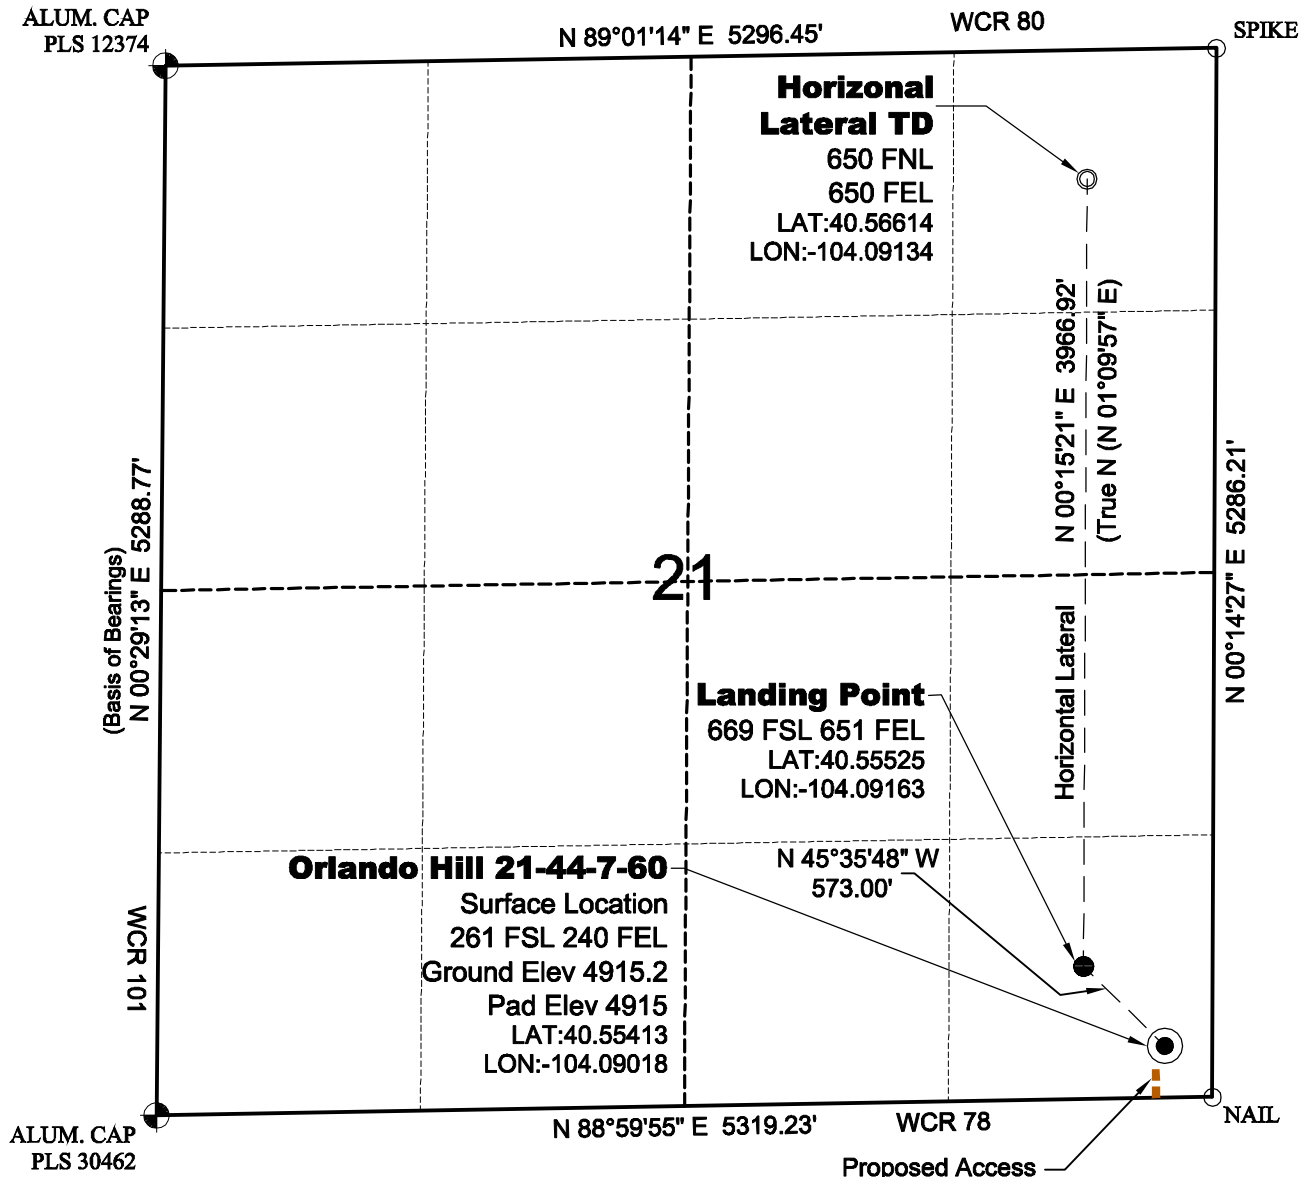 ALUM. CAP
PLS 12374
N 89°01'14" E 5296.45'
WCR 80
SPIKE
Horizonal
Lateral TD
650 FNL
650 FEL
LAT:40.56614
LON:-104.09134
N 00°15'21" E 3966.92'
(True N (N 01°09'57" E)
Horizontal Lateral
N 00°14'27" E 5286.21'
(Basis of Bearings)
N 00°29'13" E 5288.77'
21
Landing Point
669 FSL 651 FEL
LAT:40.55525
LON:-104.09163
N 45°35'48" W
573.00'
Orlando Hill 21-44-7-60
Surface Location
261 FSL 240 FEL
Ground Elev 4915.2
Pad Elev 4915
LAT:40.55413
LON:-104.09018
WCR 101
ALUM. CAP
PLS 30462
N 88°59'55" E 5319.23'
WCR 78
NAIL
Proposed Access